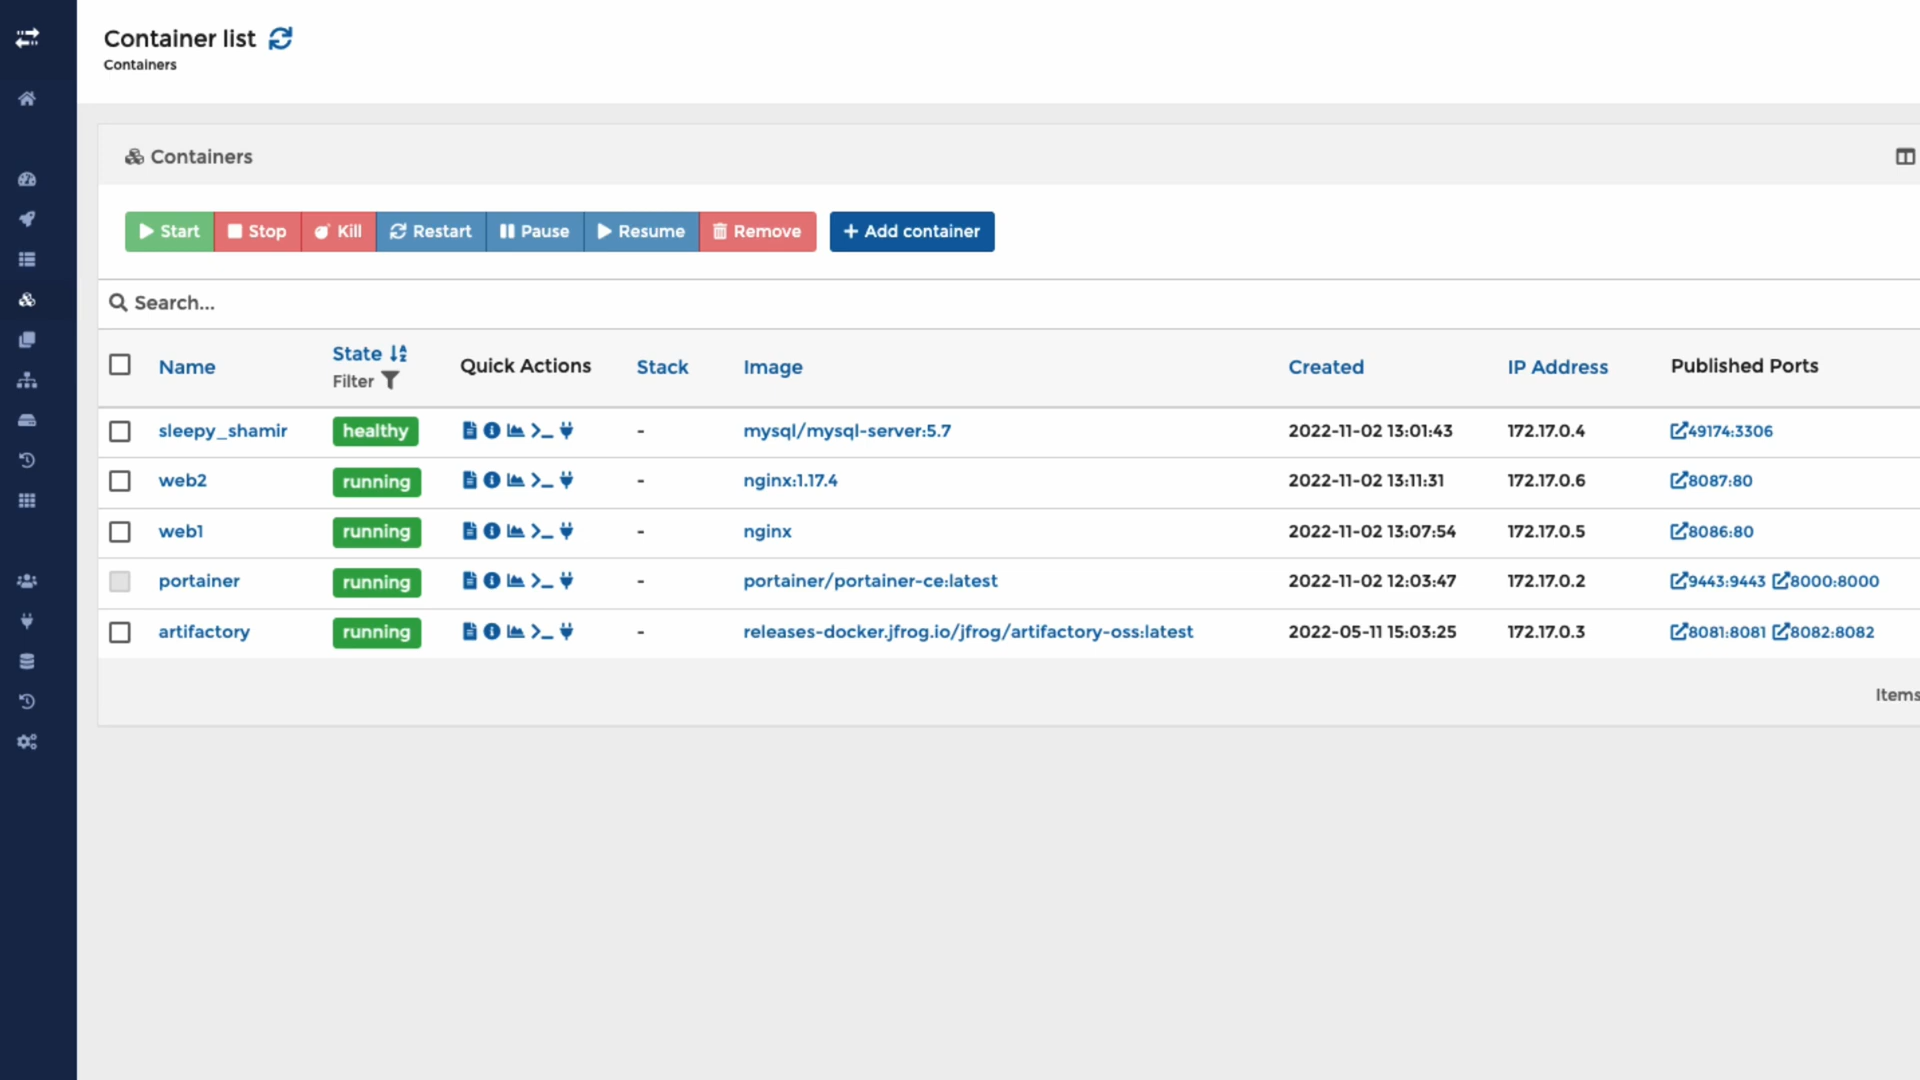 Container list
Containers
Containers
Start Stop Kill Restart Pause Resume Remove + Add container
Search...
Name State Filter Quick Actions Stack Image Created IP Address Published Ports
sleepy_shamir healthy - mysql/mysql-server:5.7 2022-11-02 13:01:43 172.17.0.4 49174:3306
web2 running - nginx:1.17.4 2022-11-02 13:11:31 172.17.0.6 8087:80
web1 running - nginx 2022-11-02 13:07:54 172.17.0.5 8086:80
portainer running - portainer/portainer-ce:latest 2022-11-02 12:03:47 172.17.0.2 9443:9443 8000:8000
artifactory running - releases-docker.jfrog.io/jfrog/artifactory-oss:latest 2022-05-11 15:03:25 172.17.0.3 8081:8081 8082:8082
Items